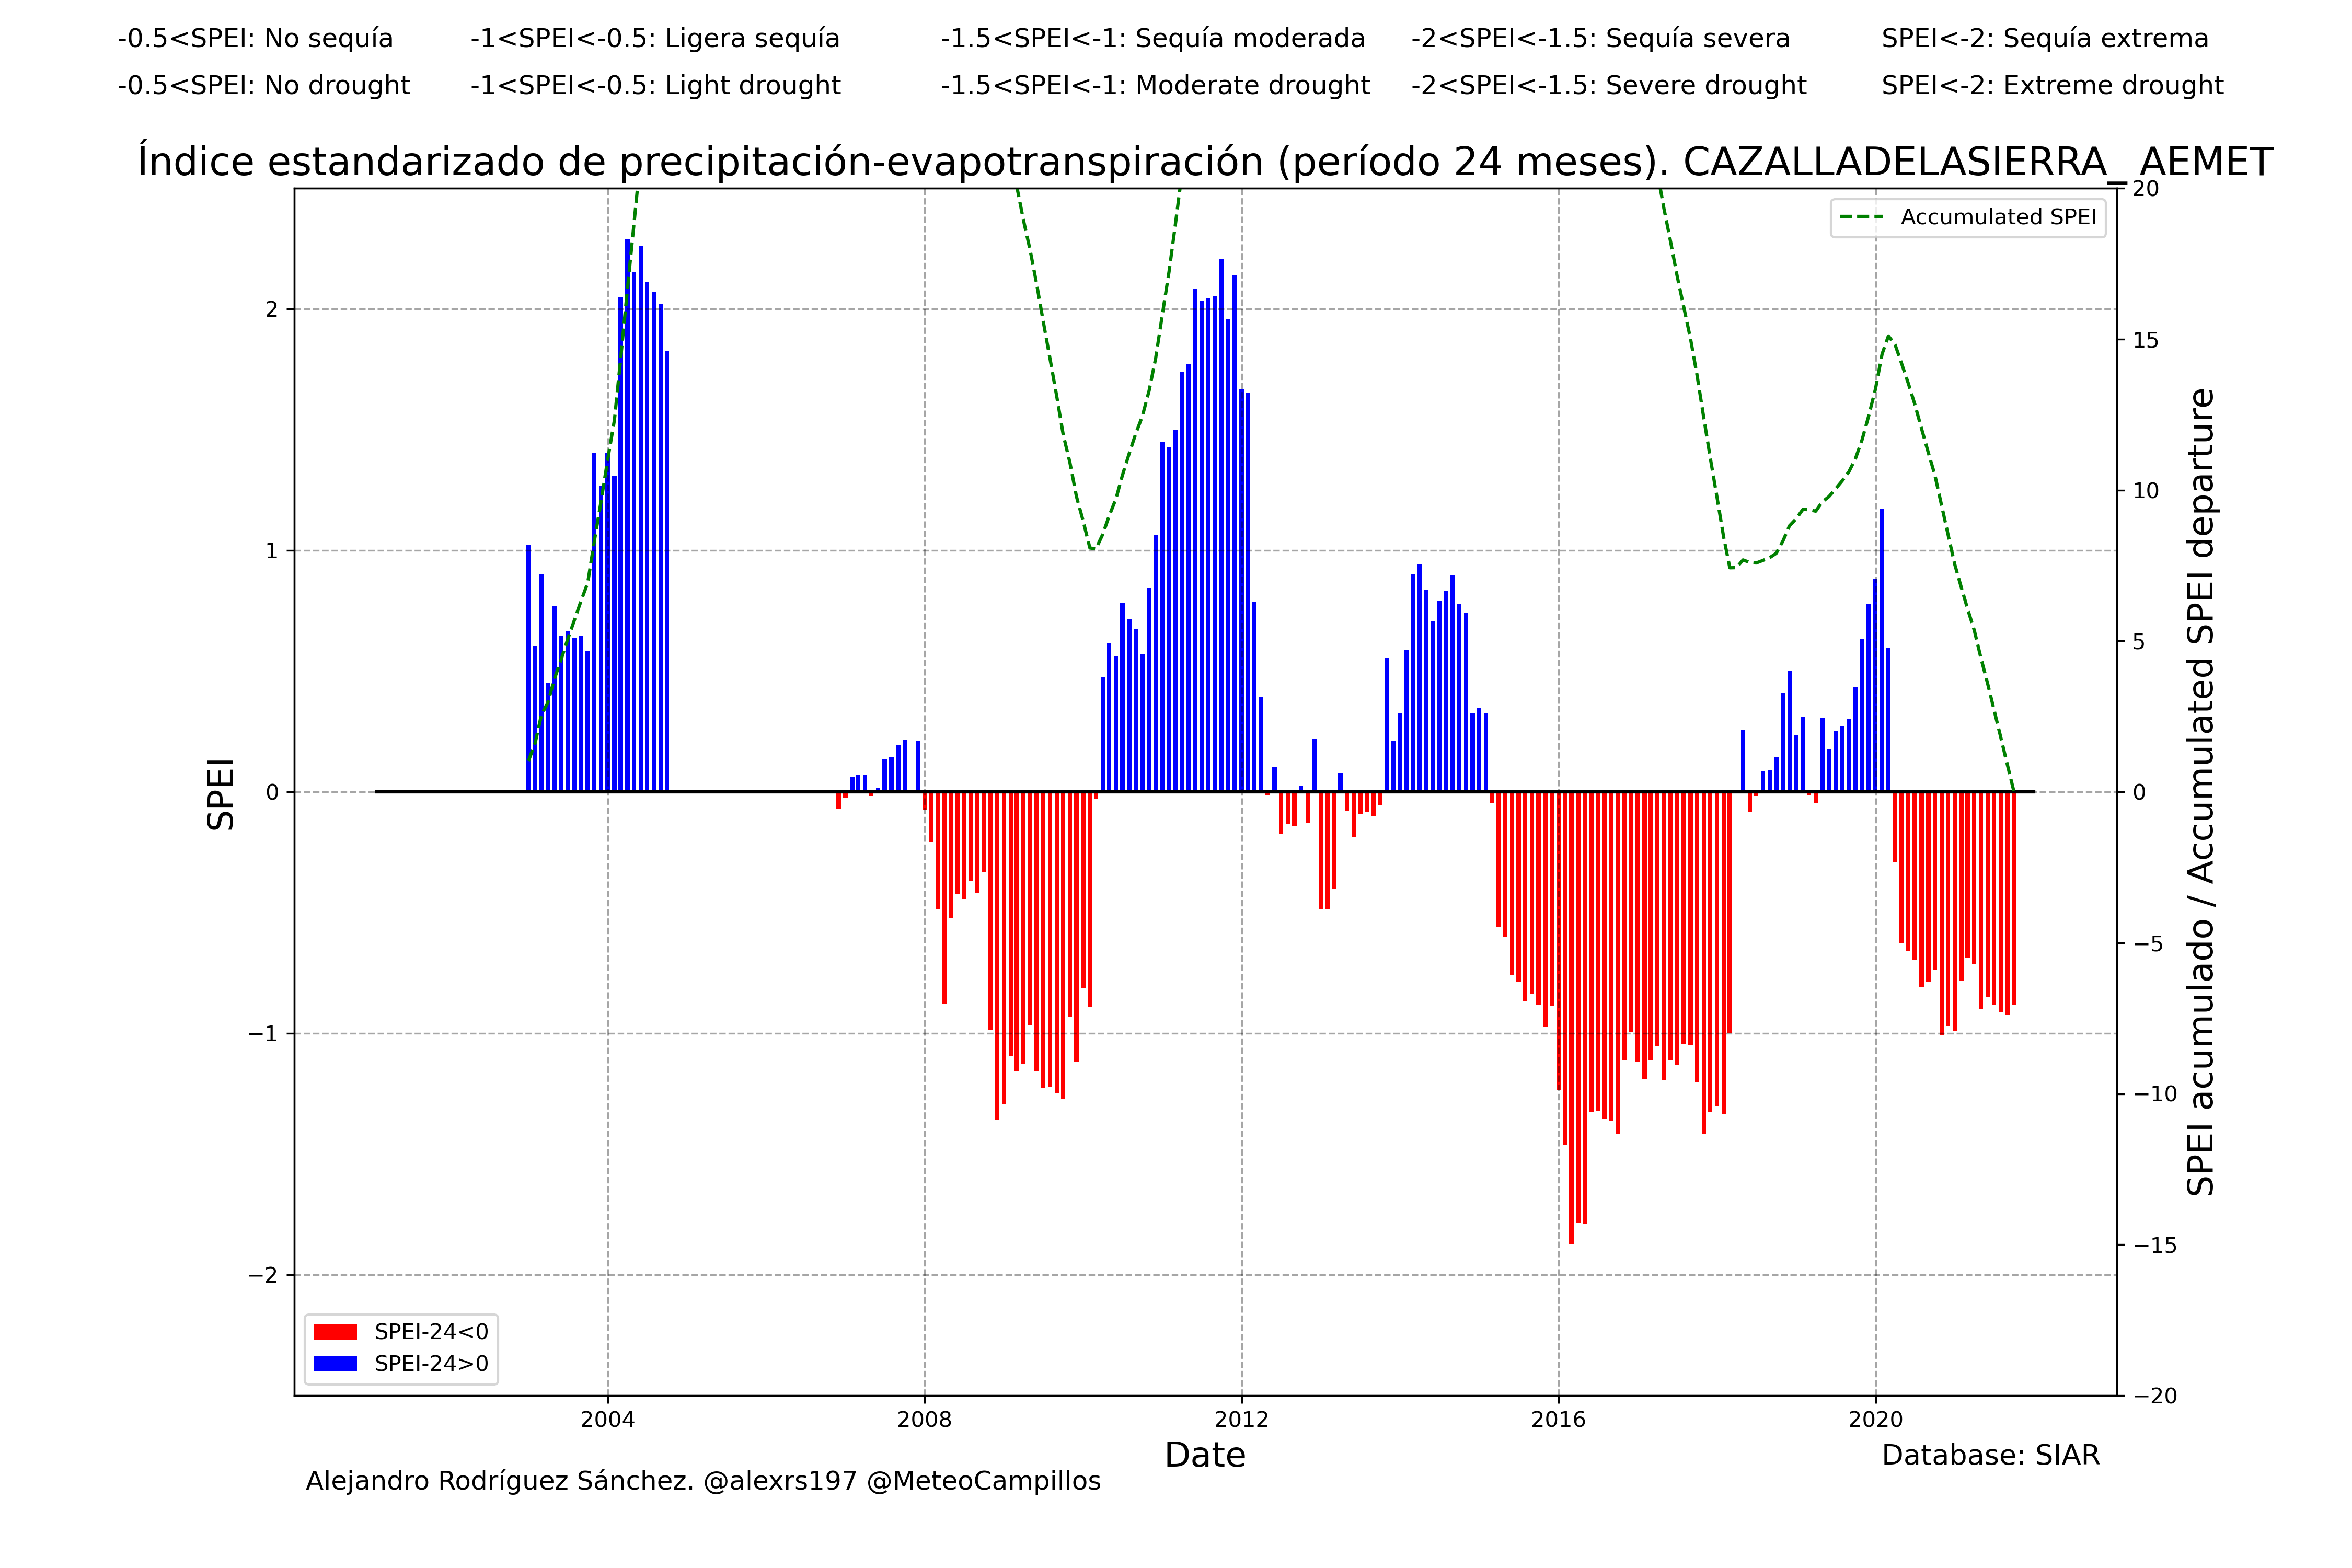 -0.5<SPEI: No sequía -1<SPEI<-0.5: Ligera sequía -1.5<SPEI<-1: Sequía moderada -2<SPEI<-1.5: Sequía severa SPEI<-2: Sequía extrema
-0.5<SPEI: No drought -1<SPEI<-0.5: Light drought -1.5<SPEI<-1: Moderate drought -2<SPEI<-1.5: Severe drought SPEI<-2: Extreme drought
Índice estandarizado de precipitación-evapotranspiración (período 24 meses). CAZALLADELASIERRA_ AEMET
Accumulated SPEI
2
1
0
−1
−2
SPEI
20
15
10
5
0
−5
−10
−15
−20
SPEI acumulado / Accumulated SPEI departure
SPEI-24<0
SPEI-24>0
2004 2008 2012 2016 2020
Date
Database: SIAR
Alejandro Rodríguez Sánchez. @alexrs197 @MeteoCampillos